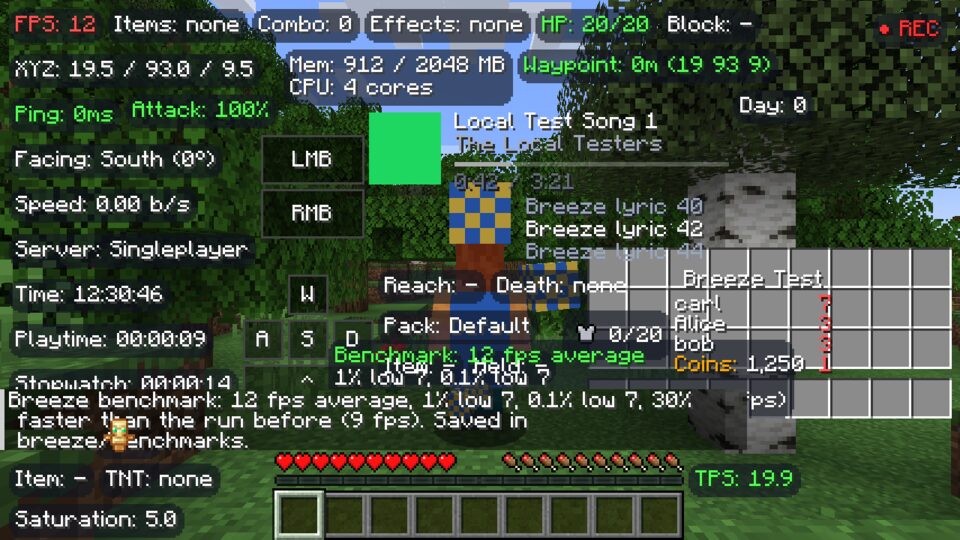 FPS: 12 Items: none Combo: 0 Effects: none HP: 20/20 Block: -
REC
XYZ: 19.5 / 93.0 / 9.5
Mem: 912 / 2048 MB
CPU: 4 cores
Waypoint: 0m (19 93 9)
Day: 0
Ping: 0ms
Attack: 100%
Local Test Song 1
The Local Testers
0:42 3:21
Facing: South (0°)
LMB
RMB
Speed: 0.00 b/s
Breeze lyric 40
Breeze lyric 42
Breeze lyric 44
Server: Singleplayer
Reach: - Death: none
Breeze Test
carl 7
Alice 3
bob 3
Coins: 1,250 1
Time: 12:30:46
W
Pack: Default
0/20
Playtime: 00:00:09
A S D
Benchmark: 12 fps average
1% low 7, 0.1% low 7
Item: - Held: -
Stopwatch: 00:00:14
^
Breeze benchmark: 12 fps average, 1% low 7, 0.1% low 7, 30% fps)
faster than the run before (9 fps). Saved in
breeze/benchmarks.
Item: - TNT: none
TPS: 19.9
Saturation: 5.0